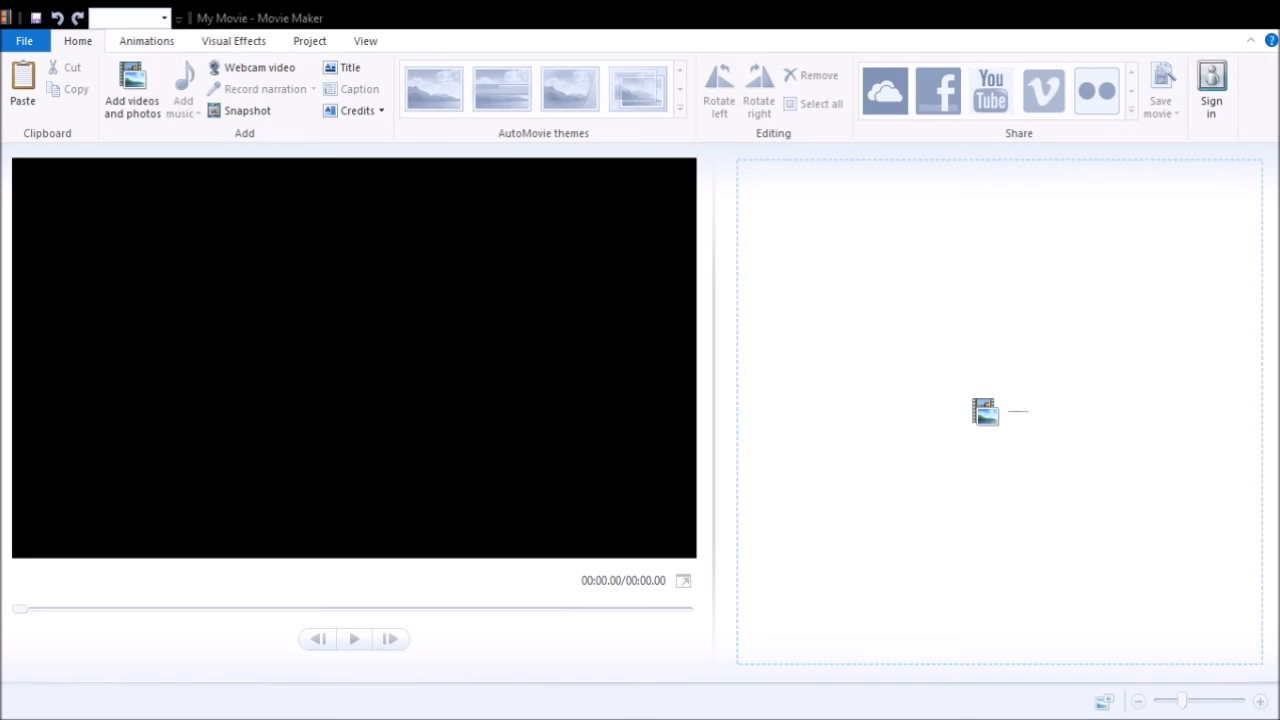 My Movie - Movie Maker
File Home Animations Visual Effects Project View
Paste
Cut
Copy
Clipboard
Add videos
and photos
Add
music
Webcam video
Record narration
Snapshot
Title
Caption
Credits
Add
AutoMovie themes
Rotate
left
Rotate
right
Remove
Select all
Editing
You
Tube
Share
Save
movie
Sign
in
00:00.00/00:00.00